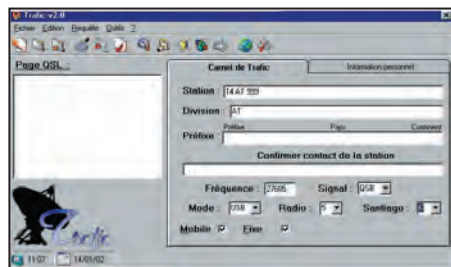 Trafic v2.0
Fichier Edition Requête Outils ?
Page QSL :
Carnet de Trafic
Information personnel
Station : 14 AT 999
Division : AT
Préfixe Pays Continent
Préfixe :
Confirmer contact de la station
Fréquence : 27605 Signal : QSB
Mode : USB Radio : 5 Santiago :
Mobile Fixe
Trafic
11:07 14/01/02